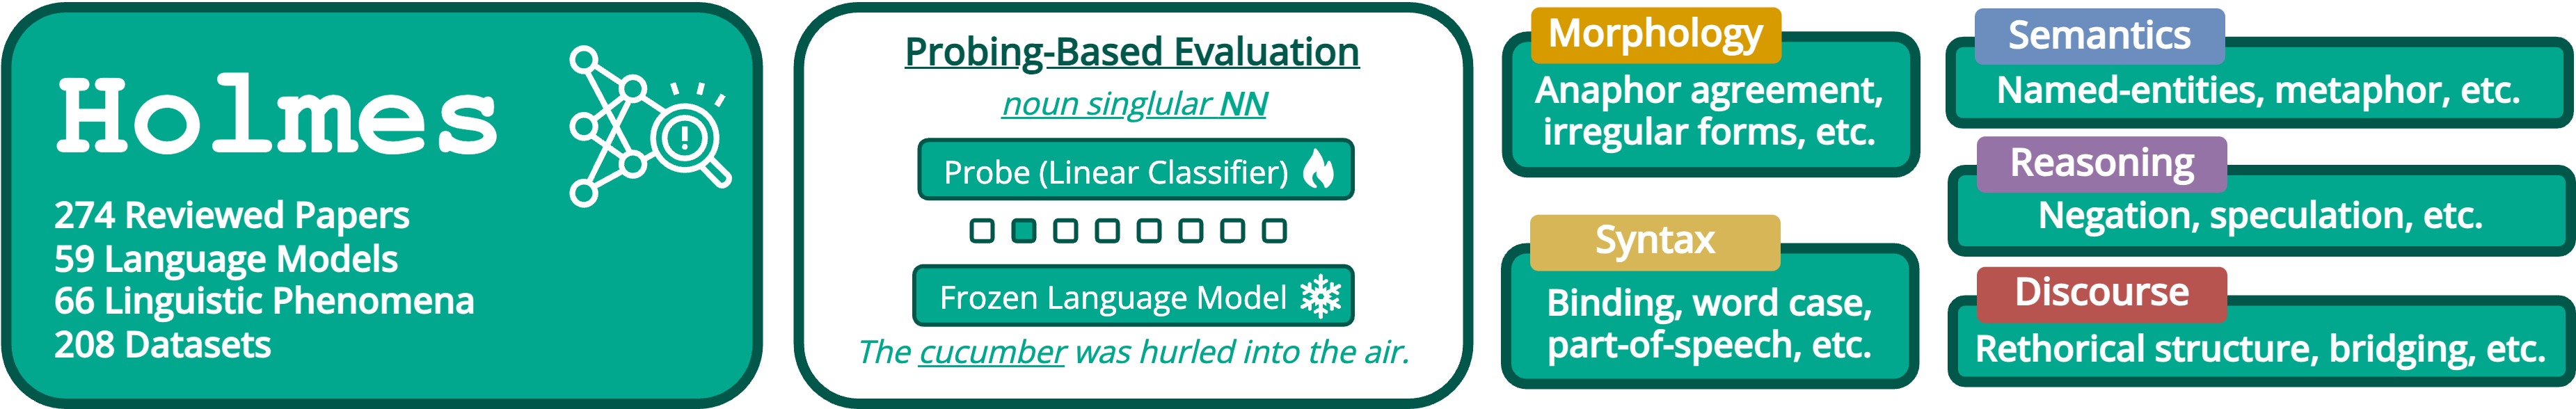 Holmes
274 Reviewed Papers
59 Language Models
66 Linguistic Phenomena
208 Datasets
Probing-Based Evaluation
noun singlular NN
Probe (Linear Classifier)
Frozen Language Model
The cucumber was hurled into the air.
Morphology
Anaphor agreement,
irregular forms, etc.
Syntax
Binding, word case,
part-of-speech, etc.
Semantics
Named-entities, metaphor, etc.
Reasoning
Negation, speculation, etc.
Discourse
Rethorical structure, bridging, etc.